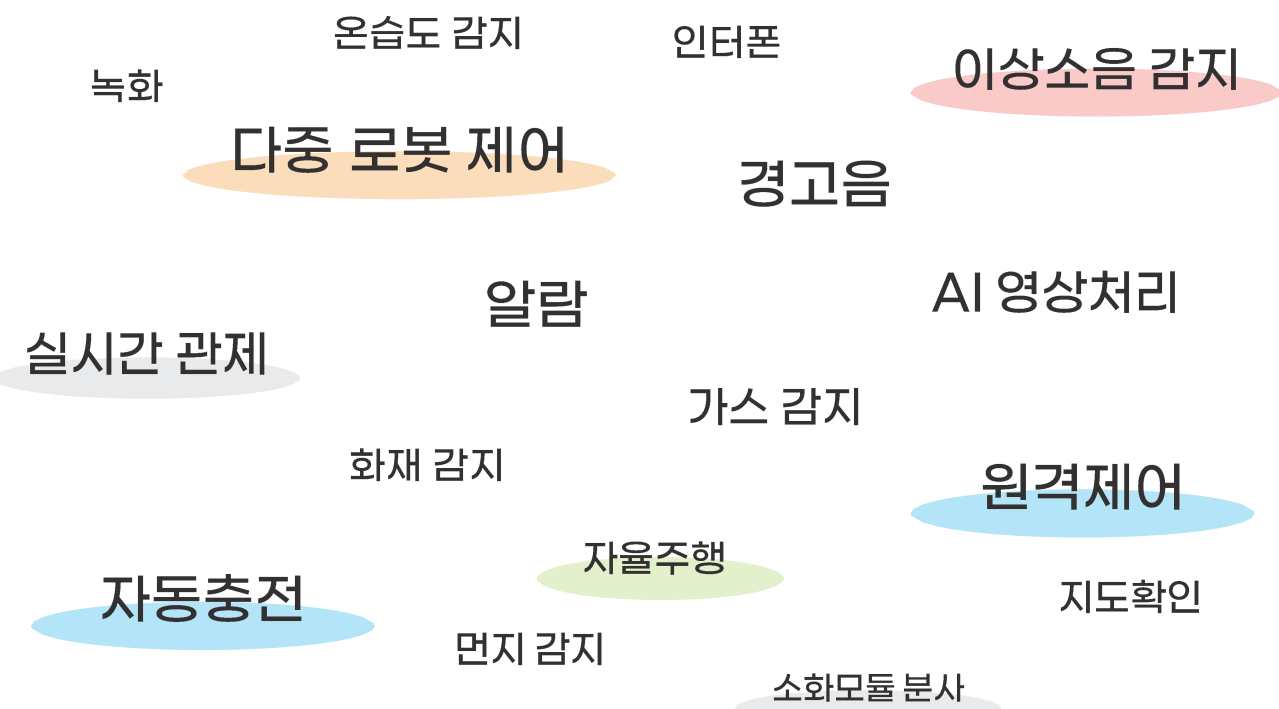 온습도 감지
인터폰
이상소음 감지
녹화
다중 로봇 제어
경고음
알람
AI 영상처리
실시간 관제
가스 감지
화재 감지
원격제어
자율주행
자동충전
지도확인
먼지 감지
소화모듈 분사